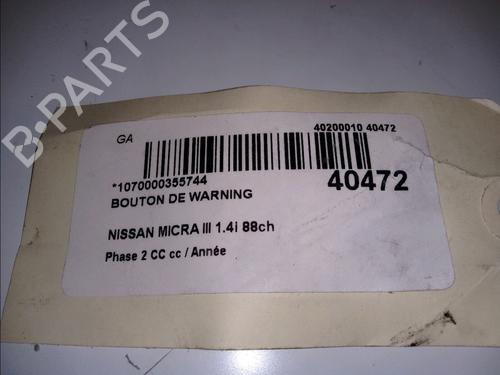 B-PARTS
GA
40200010 40472
*1070000355744
40472
BOUTON DE WARNING
NISSAN MICRA III 1.4i 88ch
Phase 2 CC cc / Année